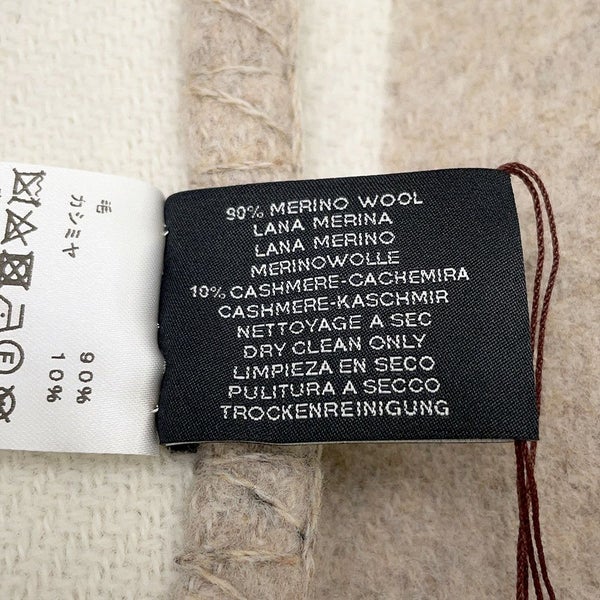 90% MERINO WOOL
LANA MERINA
LANA MERINO
MERINOWOLLE
10% CASHMERE-CACHEMIRA
CASHMERE-KASCHMIR
NETTOYAGE A SEC
DRY CLEAN ONLY
LIMPIEZA EN SECO
PULITURA A SECCO
TROCKENREINIGUNG
毛 90%
カシミヤ 10%
F